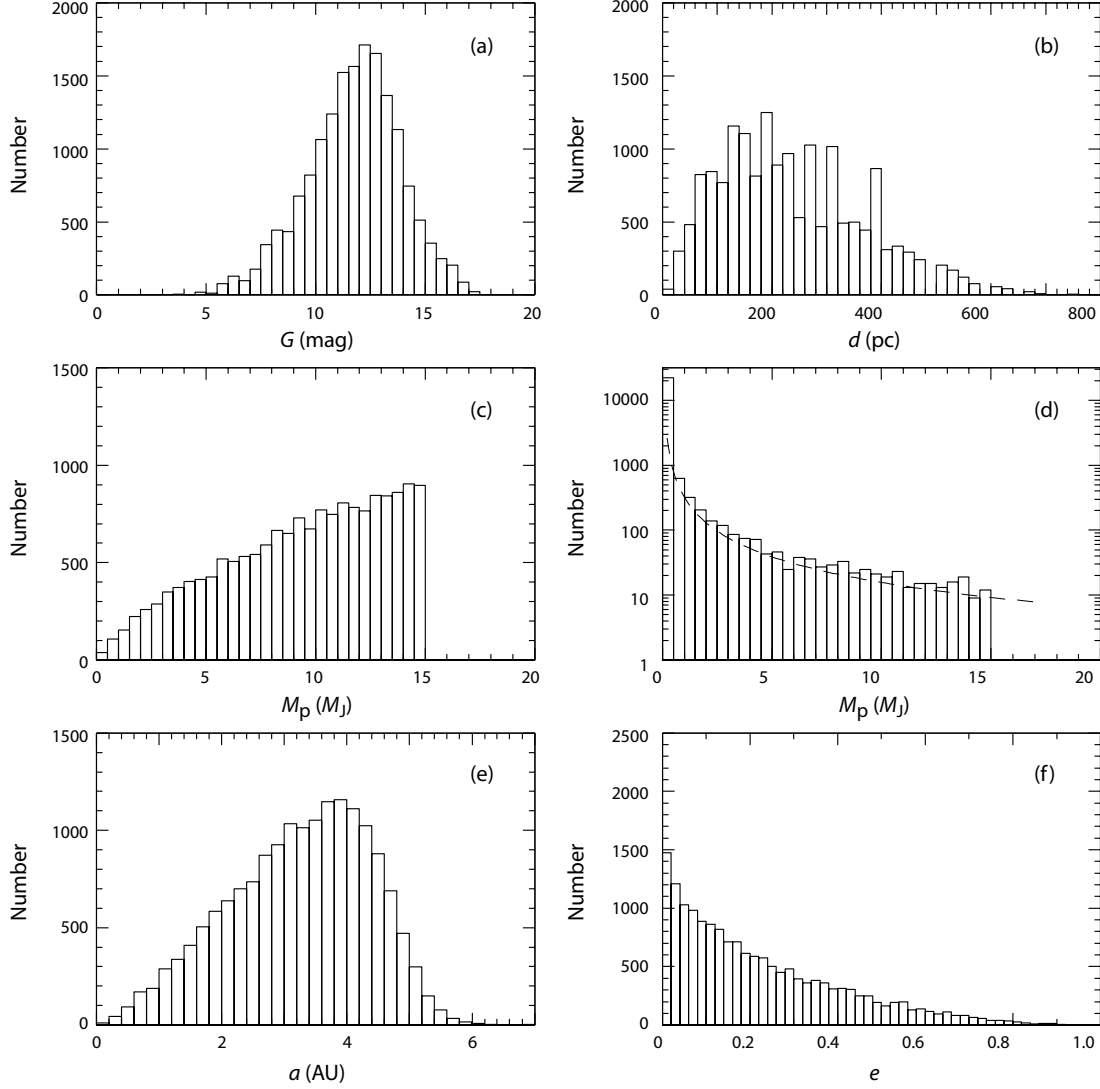 2000
1500
1000
500
0
Number
(a)
0 5 10 15 20
G (mag)
2000
1500
1000
500
0
Number
(b)
0 200 400 600 800
d (pc)
1500
1000
500
0
Number
(c)
0 5 10 15 20
Mp (MJ)
10000
1000
100
10
1
Number
(d)
0 5 10 15 20
Mp (MJ)
1500
1000
500
0
Number
(e)
0 2 4 6
a (AU)
2500
2000
1500
1000
500
0
Number
(f)
0 0.2 0.4 0.6 0.8 1.0
e